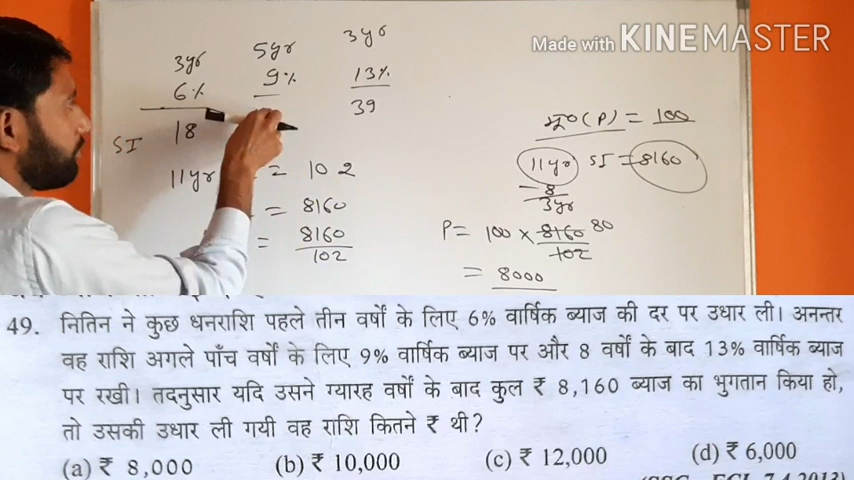 Made with KINEMASTER
3yr 5yr 3yr
6% 9% 13%
18 39
SI
11yr = 102
= 8160
= 8160
102
मू०(P) = 100
11yr SI = 8160
- 8
3yr
P = 100 × 8160 80
102
= 8000
49. नितिन ने कुछ धनराशि पहले तीन वर्षों के लिए 6% वार्षिक ब्याज की दर पर उधार ली। अनन्तर
वह राशि अगले पाँच वर्षों के लिए 9% वार्षिक ब्याज पर और 8 वर्षों के बाद 13% वार्षिक ब्याज
पर रखी। तदनुसार यदि उसने ग्यारह वर्षों के बाद कुल ₹ 8,160 ब्याज का भुगतान किया हो,
तो उसकी उधार ली गयी वह राशि कितने ₹ थी?
(a) ₹ 8,000 (b) ₹ 10,000 (c) ₹ 12,000 (d) ₹ 6,000